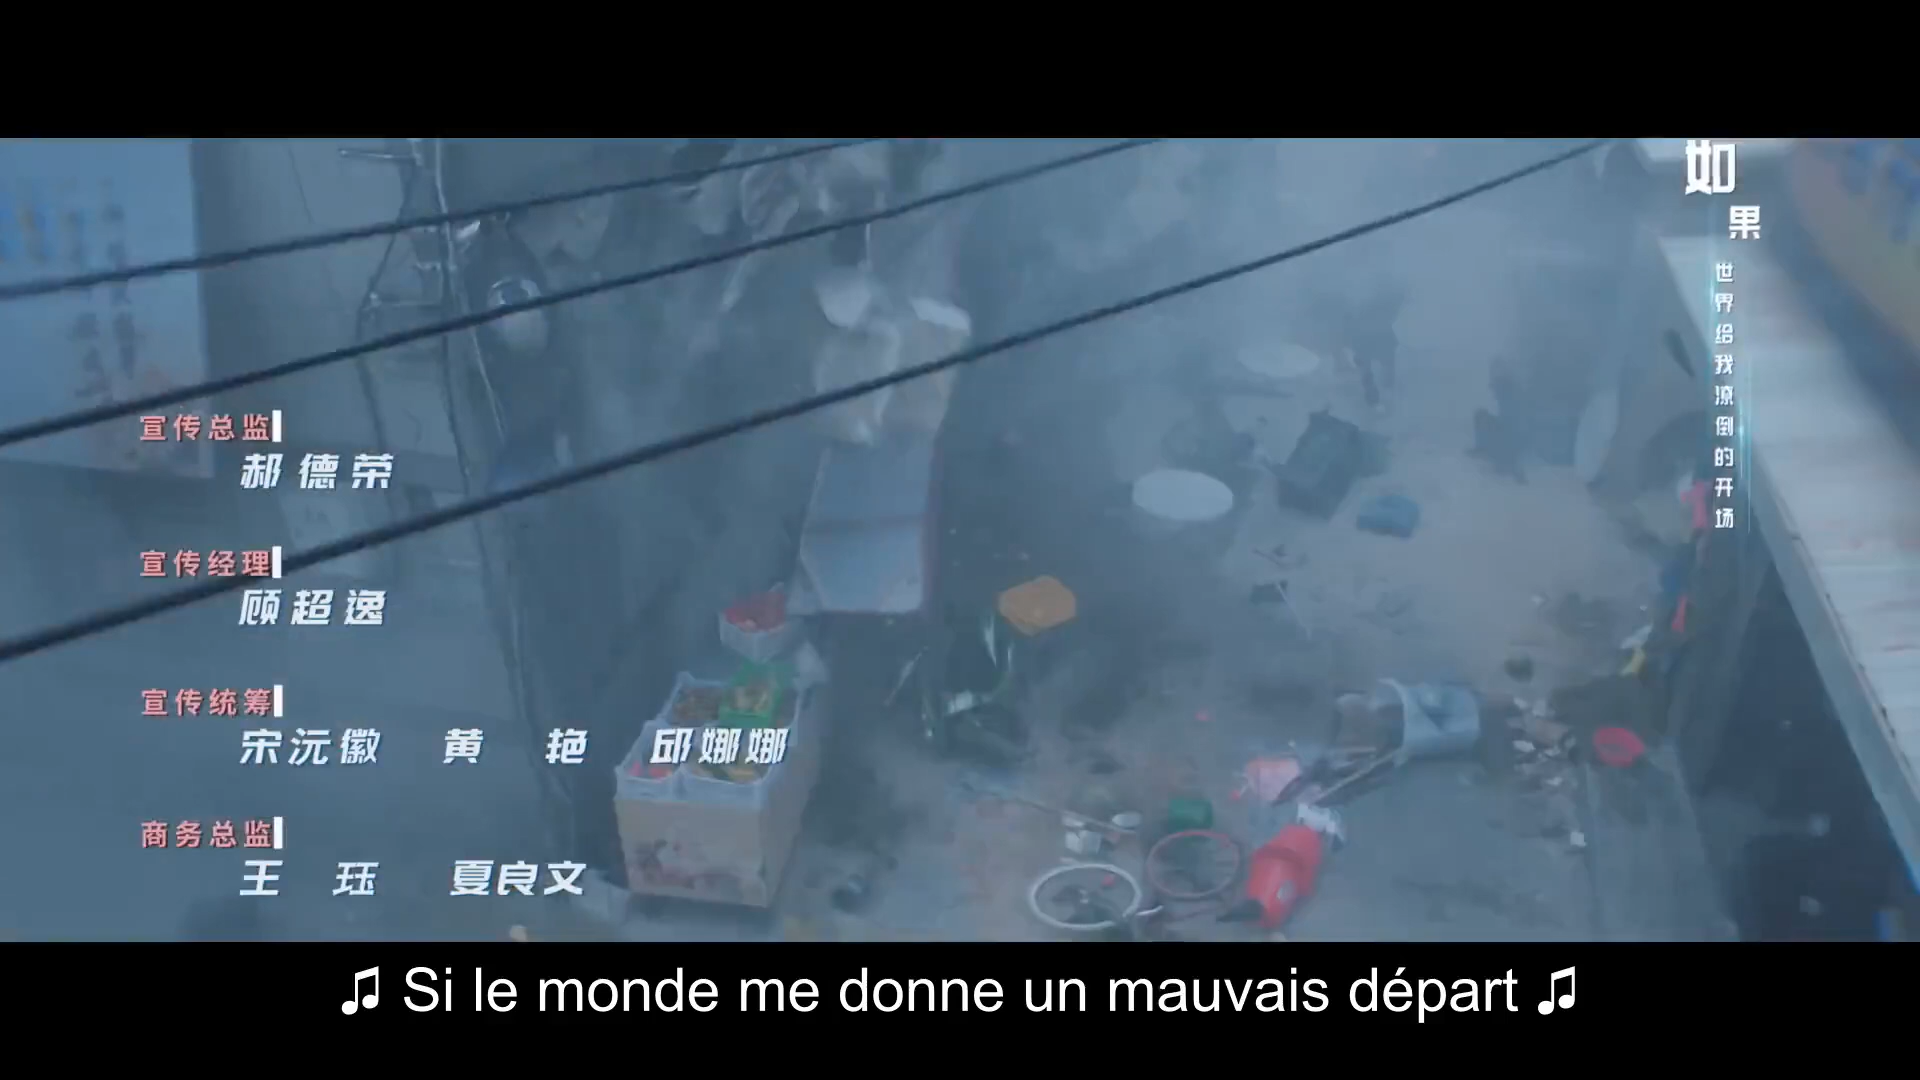 宣传总监
郝德荣
宣传经理
顾超逸
宣传统筹
宋沅徽 黄艳 邱娜娜
商务总监
王珏 夏良文
如果
世界给我潦倒的开场
♫ Si le monde me donne un mauvais départ ♫